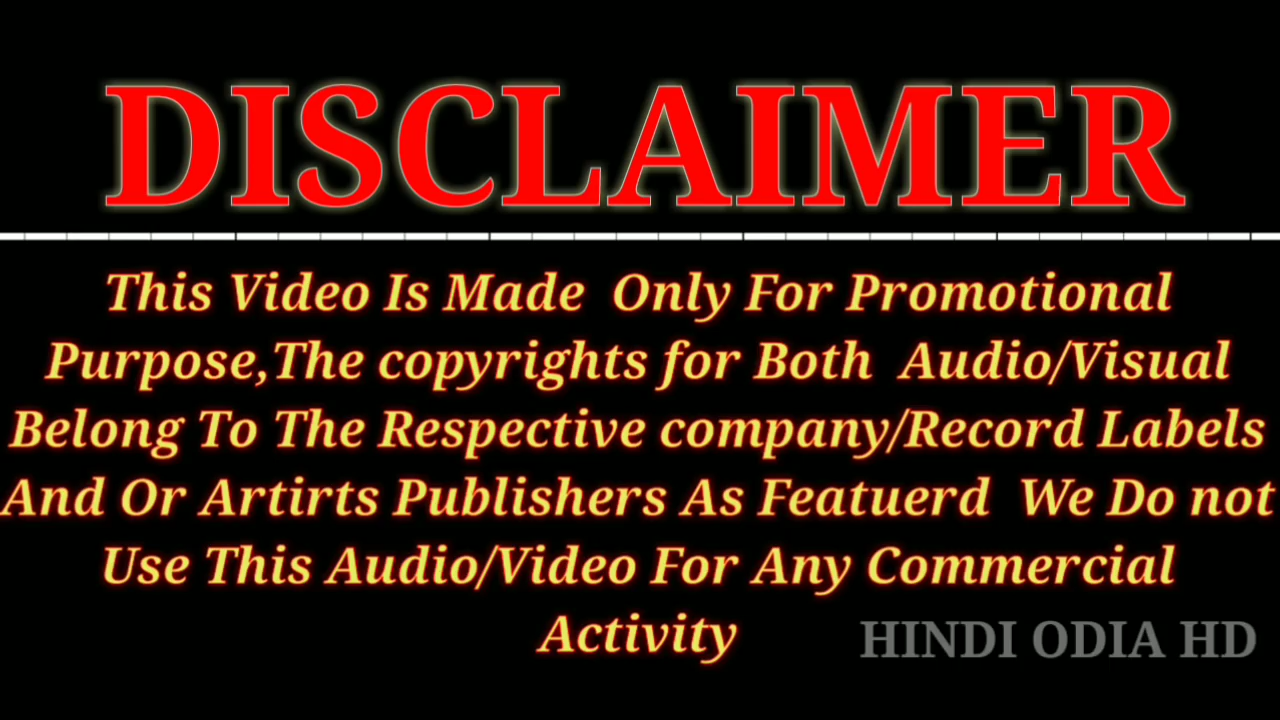 DISCLAIMER
This Video Is Made Only For Promotional
Purpose,The copyrights for Both Audio/Visual
Belong To The Respective company/Record Labels
And Or Artirts Publishers As Featuerd We Do not
Use This Audio/Video For Any Commercial
Activity
HINDI ODIA HD